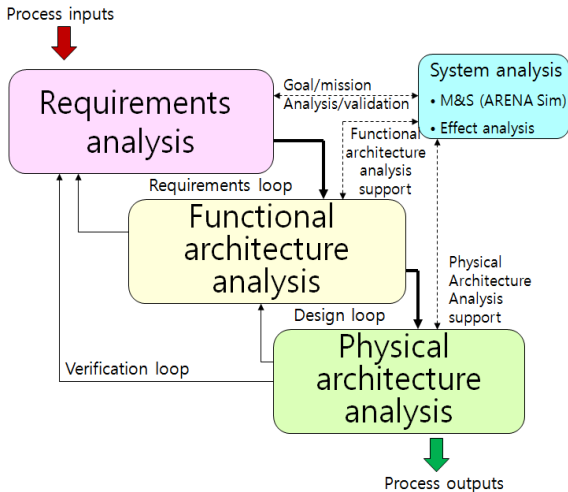 Process inputs
Requirements
analysis
Goal/mission
Analysis/validation
System analysis
• M&S (ARENA Sim)
• Effect analysis
Functional
architecture
analysis
support
Requirements loop
Functional
architecture
analysis
Physical
Architecture
Analysis
support
Design loop
Physical
architecture
analysis
Verification loop
Process outputs